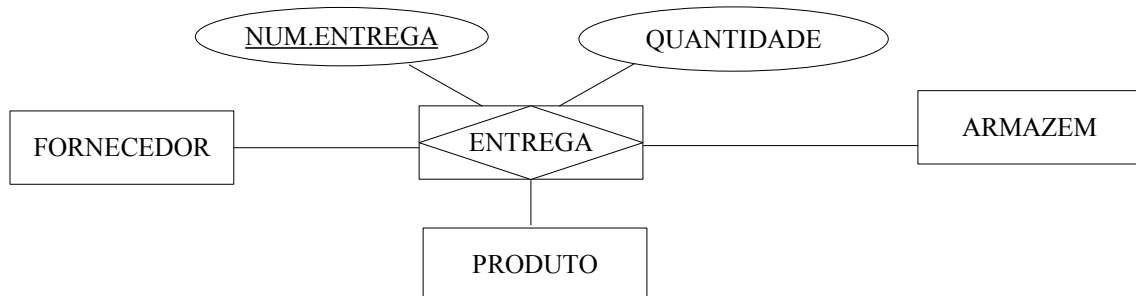 NUM.ENTREGA
QUANTIDADE
FORNECEDOR
ENTREGA
ARMAZEM
PRODUTO